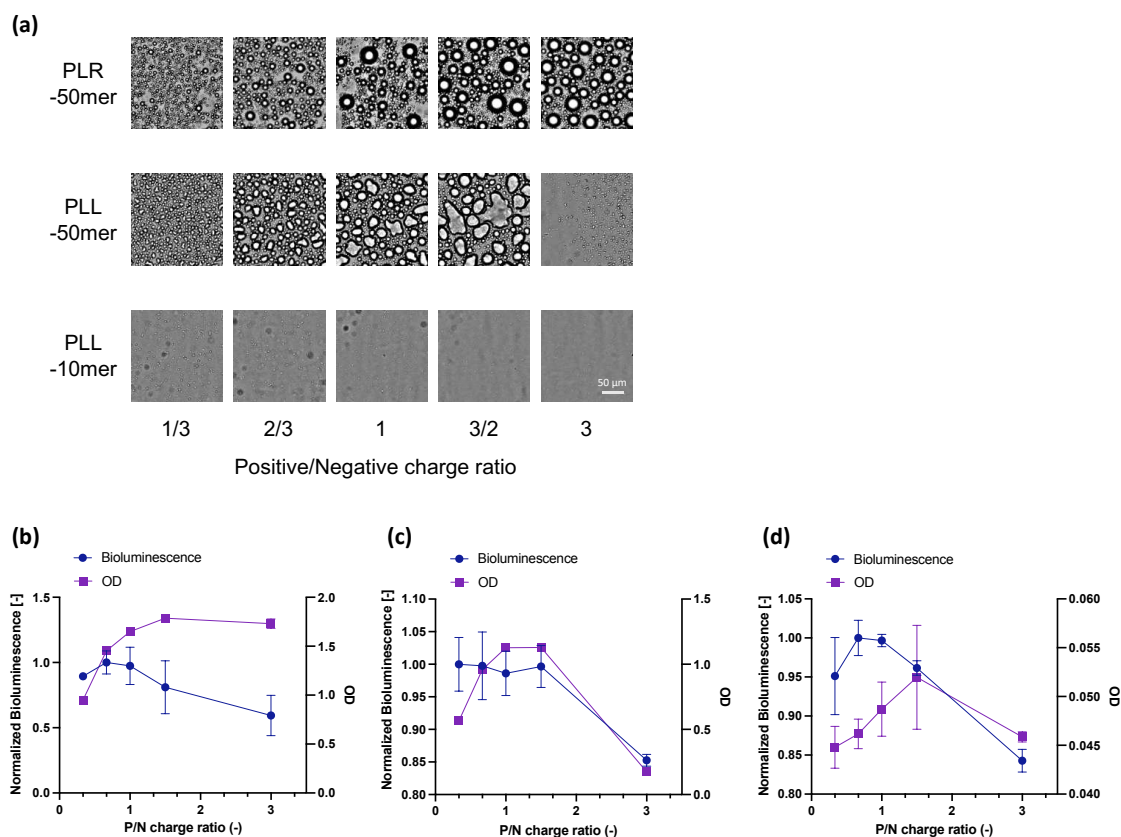 (a)
PLR
-50mer
PLL
-50mer
PLL
-10mer
50 µm
1/3 2/3 1 3/2 3
Positive/Negative charge ratio
(b)
Bioluminescence
OD
Normalized Bioluminescence [-]
1.5
1.0
0.5
0.0
2.0
1.5
1.0
0.5
0.0
OD
0 1 2 3
P/N charge ratio (-)
(c)
Bioluminescence
OD
Normalized Bioluminescence [-]
1.10
1.05
1.00
0.95
0.90
0.85
0.80
1.5
1.0
0.5
0.0
OD
0 1 2 3
P/N charge ratio (-)
(d)
Bioluminescence
OD
Normalized Bioluminescence [-]
1.05
1.00
0.95
0.90
0.85
0.80
0.060
0.055
0.050
0.045
0.040
OD
0 1 2 3
P/N charge ratio (-)